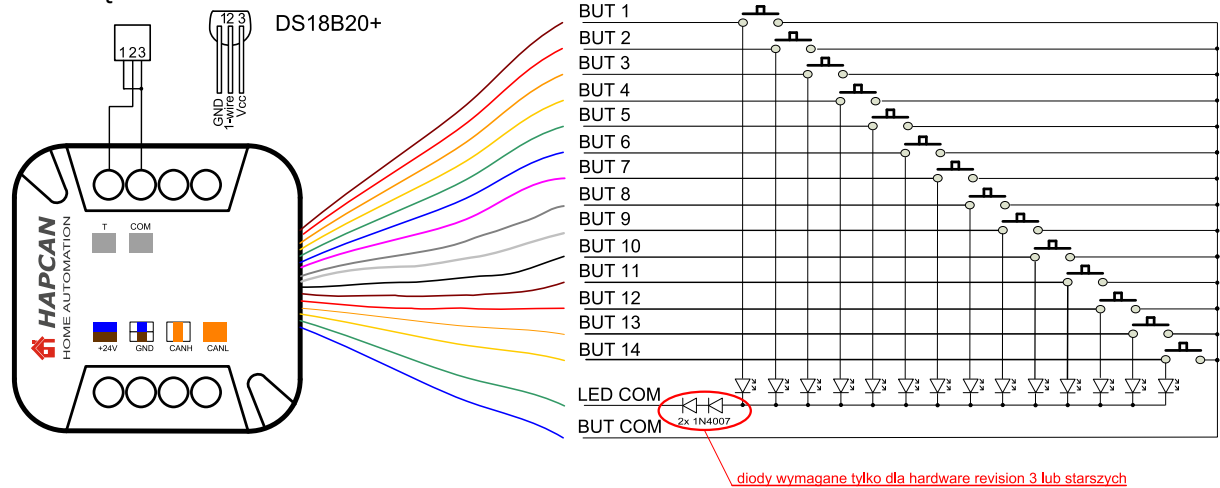 DS18B20+
1 2 3
1 2 3
GND
1-wire
Vcc
T
COM
HAPCAN
HOME AUTOMATION
+24V
GND
CANH
CANL
BUT 1
BUT 2
BUT 3
BUT 4
BUT 5
BUT 6
BUT 7
BUT 8
BUT 9
BUT 10
BUT 11
BUT 12
BUT 13
BUT 14
LED COM
2x 1N4007
BUT COM
diody wymagane tylko dla hardware revision 3 lub starszych